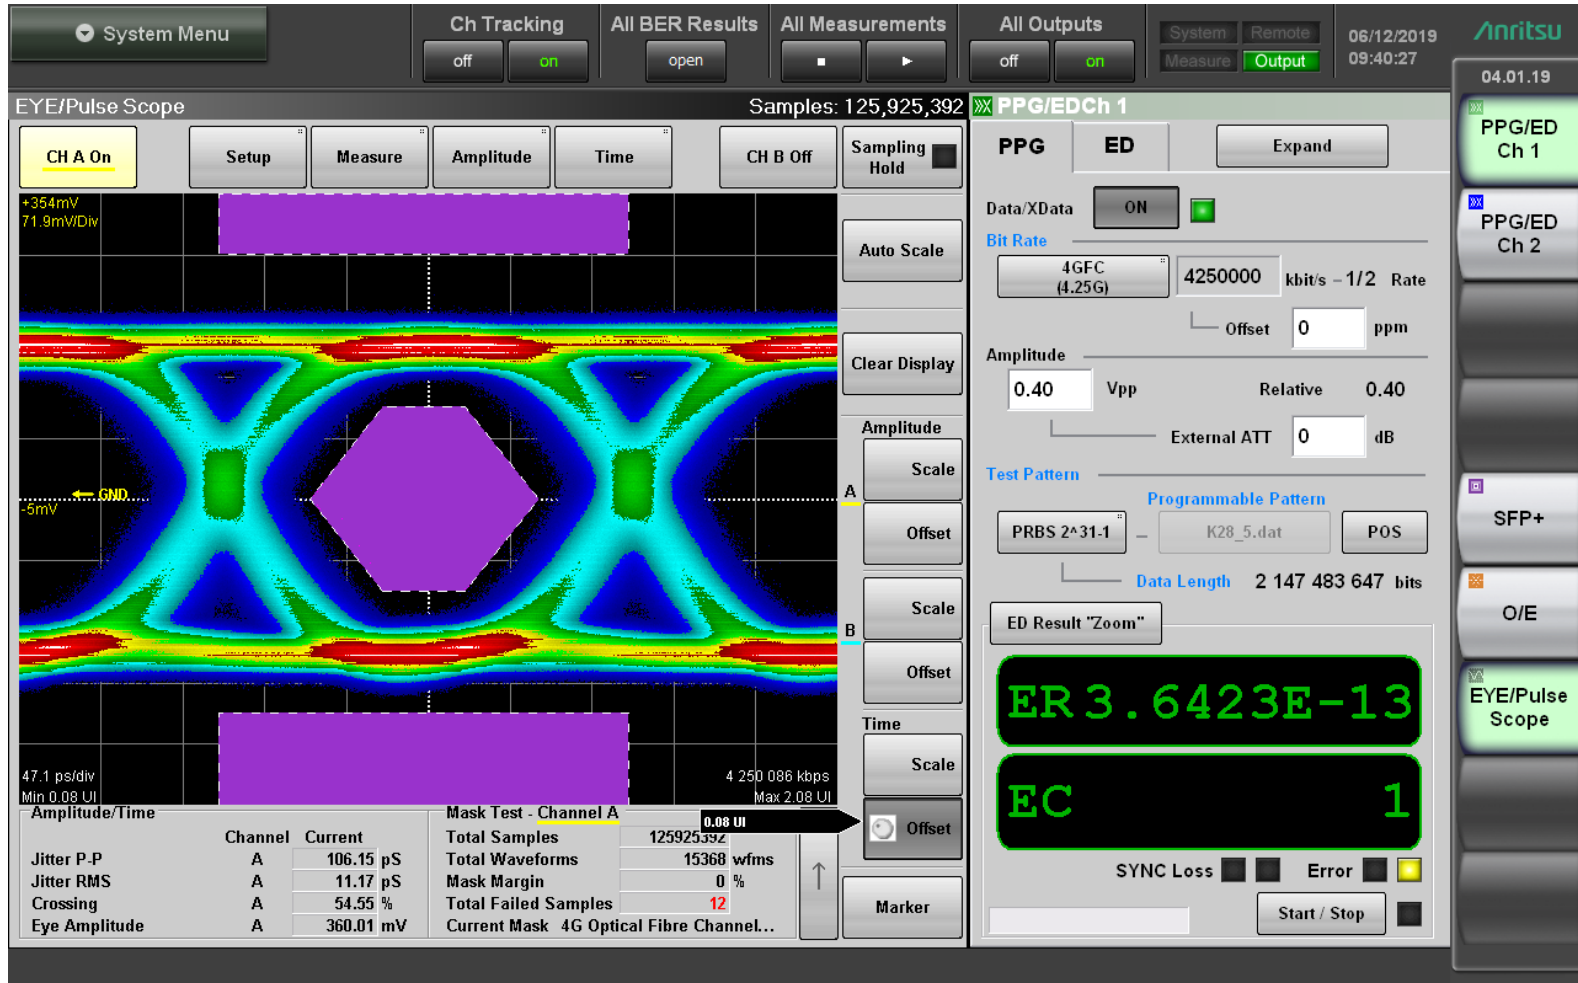 System Menu
Ch Tracking
off
on
All BER Results
open
All Measurements
All Outputs
off
on
System
Remote
Measure
Output
06/12/2019
09:40:27
Anritsu
04.01.19
EYE/Pulse Scope
Samples: 125,925,392
CH A On
Setup
Measure
Amplitude
Time
CH B Off
Sampling
Hold
+354mV
71.9mV/Div
GND
-5mV
47.1 ps/div
Min 0.08 UI
4 250 086 kbps
Max 2.08 UI
Auto Scale
Clear Display
Amplitude
Scale
A
Offset
Scale
B
Offset
Time
Scale
0.08 UI
Offset
Marker
Amplitude/Time
Channel Current
Jitter P-P A 106.15 pS
Jitter RMS A 11.17 pS
Crossing A 54.55 %
Eye Amplitude A 360.01 mV
Mask Test - Channel A
Total Samples 125925392
Total Waveforms 15368 wfms
Mask Margin 0 %
Total Failed Samples 12
Current Mask 4G Optical Fibre Channel...
PPG/EDCh 1
PPG
ED
Expand
Data/XData ON
Bit Rate
4GFC
(4.25G)
4250000 kbit/s -1/2 Rate
Offset 0 ppm
Amplitude
0.40 Vpp Relative 0.40
External ATT 0 dB
Test Pattern
Programmable Pattern
PRBS 2^31-1 K28_5.dat POS
Data Length 2 147 483 647 bits
ED Result "Zoom"
ER 3.6423E-13
EC 1
SYNC Loss Error
Start / Stop
PPG/ED
Ch 1
PPG/ED
Ch 2
SFP+
O/E
EYE/Pulse
Scope